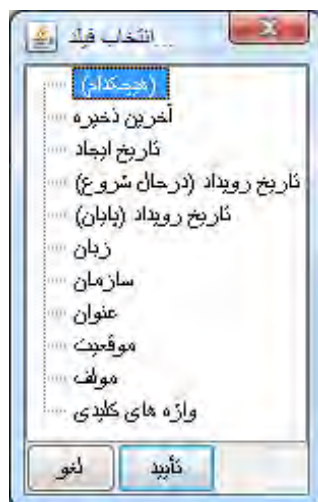 انتخاب فیلد...
(هیچکدام)
آخرین ذخیره
تاریخ ایجاد
تاریخ رویداد (درحال شروع)
تاریخ رویداد (پایان)
زبان
سازمان
عنوان
موقعیت
مولف
واژه های کلیدی
تأیید
لغو